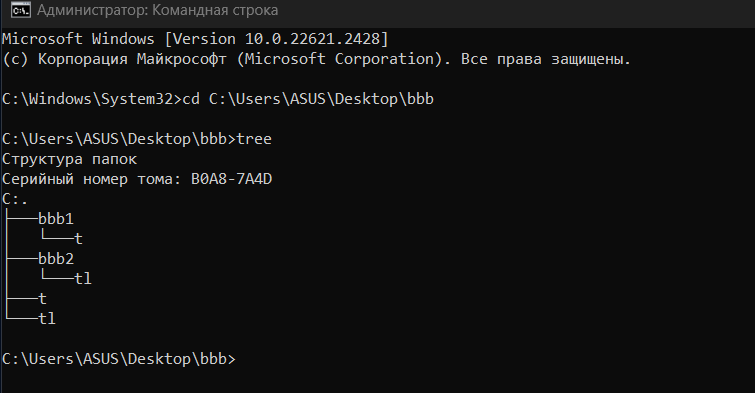 Администратор: Командная строка
Microsoft Windows [Version 10.0.22621.2428]
(c) Корпорация Майкрософт (Microsoft Corporation). Все права защищены.
C:\Windows\System32>cd C:\Users\ASUS\Desktop\bbb
C:\Users\ASUS\Desktop\bbb>tree
Структура папок
Серийный номер тома: B0A8-7A4D
C:.
├───bbb1
│   └───t
├───bbb2
│   └───tl
├───t
└───tl
C:\Users\ASUS\Desktop\bbb>